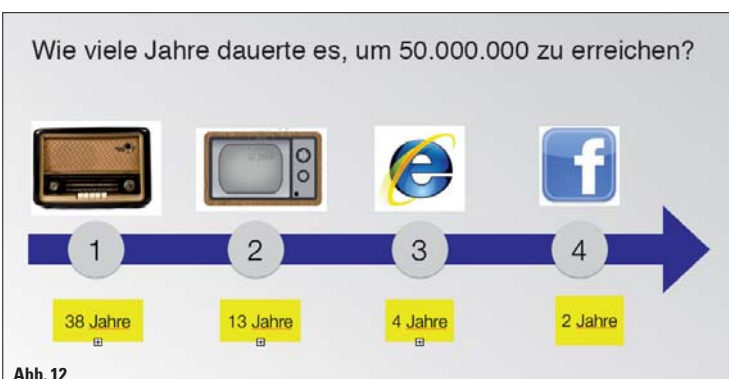 Wie viele Jahre dauerte es, um 50.000.000 zu erreichen?
1 2 3 4
38 Jahre 13 Jahre 4 Jahre 2 Jahre
Abb. 12